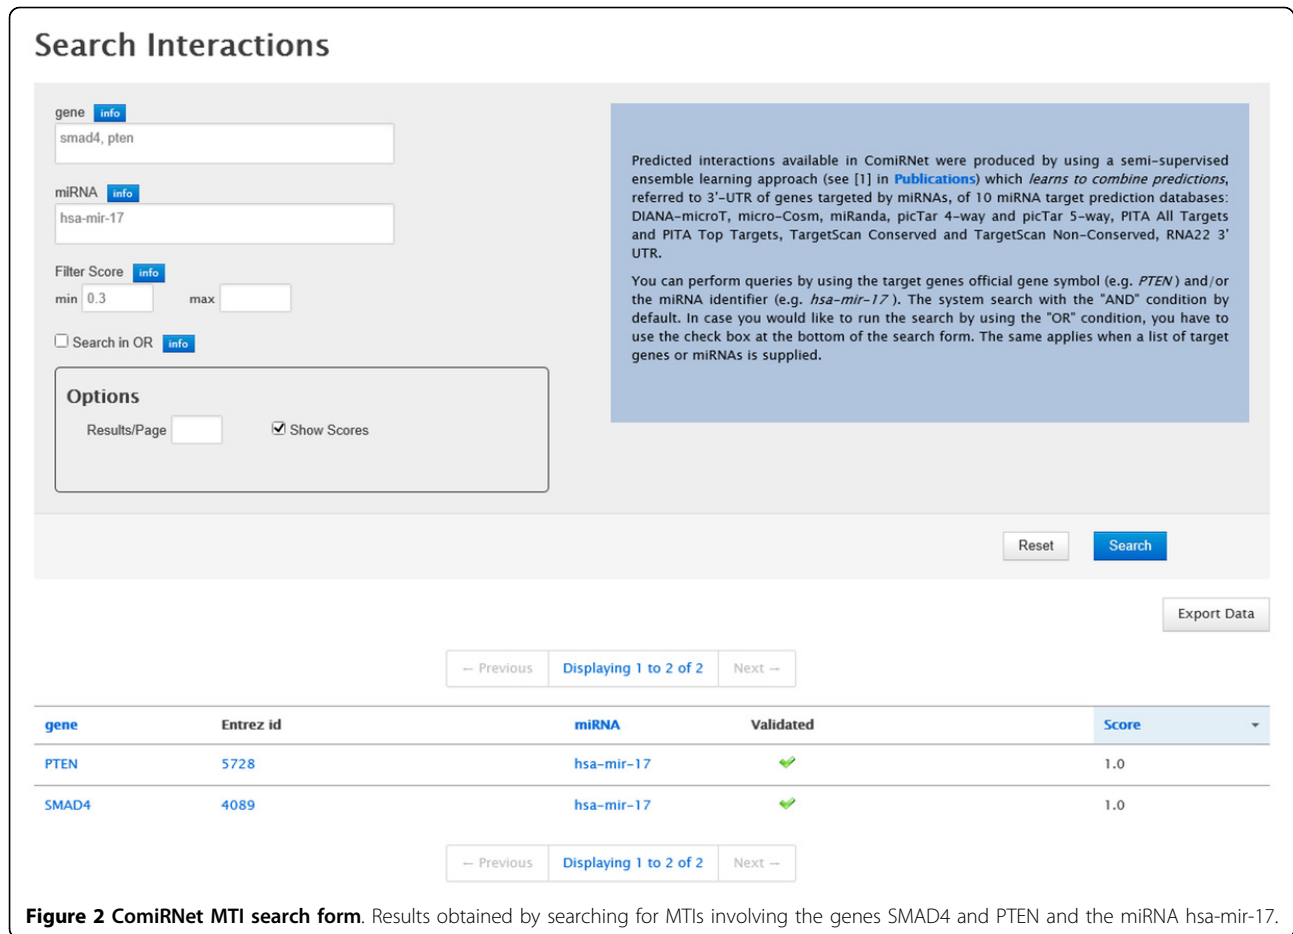 Search Interactions
gene info
smad4, pten
miRNA info
hsa-mir-17
Filter Score info
min 0.3 max
Search in OR info
Options
Results/Page Show Scores
Predicted interactions available in ComiRNet were produced by using a semi-supervised
ensemble learning approach (see [1] in Publications) which learns to combine predictions,
referred to 3'-UTR of genes targeted by miRNAs, of 10 miRNA target prediction databases:
DIANA-microT, micro-Cosm, miRanda, picTar 4-way and picTar 5-way, PITA All Targets
and PITA Top Targets, TargetScan Conserved and TargetScan Non-Conserved, RNA22 3'
UTR.
You can perform queries by using the target genes official gene symbol (e.g. PTEN) and/or
the miRNA identifier (e.g. hsa-mir-17). The system search with the "AND" condition by
default. In case you would like to run the search by using the "OR" condition, you have to
use the check box at the bottom of the search form. The same applies when a list of target
genes or miRNAs is supplied.
Reset Search
Export Data
← Previous Displaying 1 to 2 of 2 Next →
gene Entrez id miRNA Validated Score
PTEN 5728 hsa-mir-17 1.0
SMAD4 4089 hsa-mir-17 1.0
← Previous Displaying 1 to 2 of 2 Next →
Figure 2 ComiRNet MTI search form. Results obtained by searching for MTIs involving the genes SMAD4 and PTEN and the miRNA hsa-mir-17.